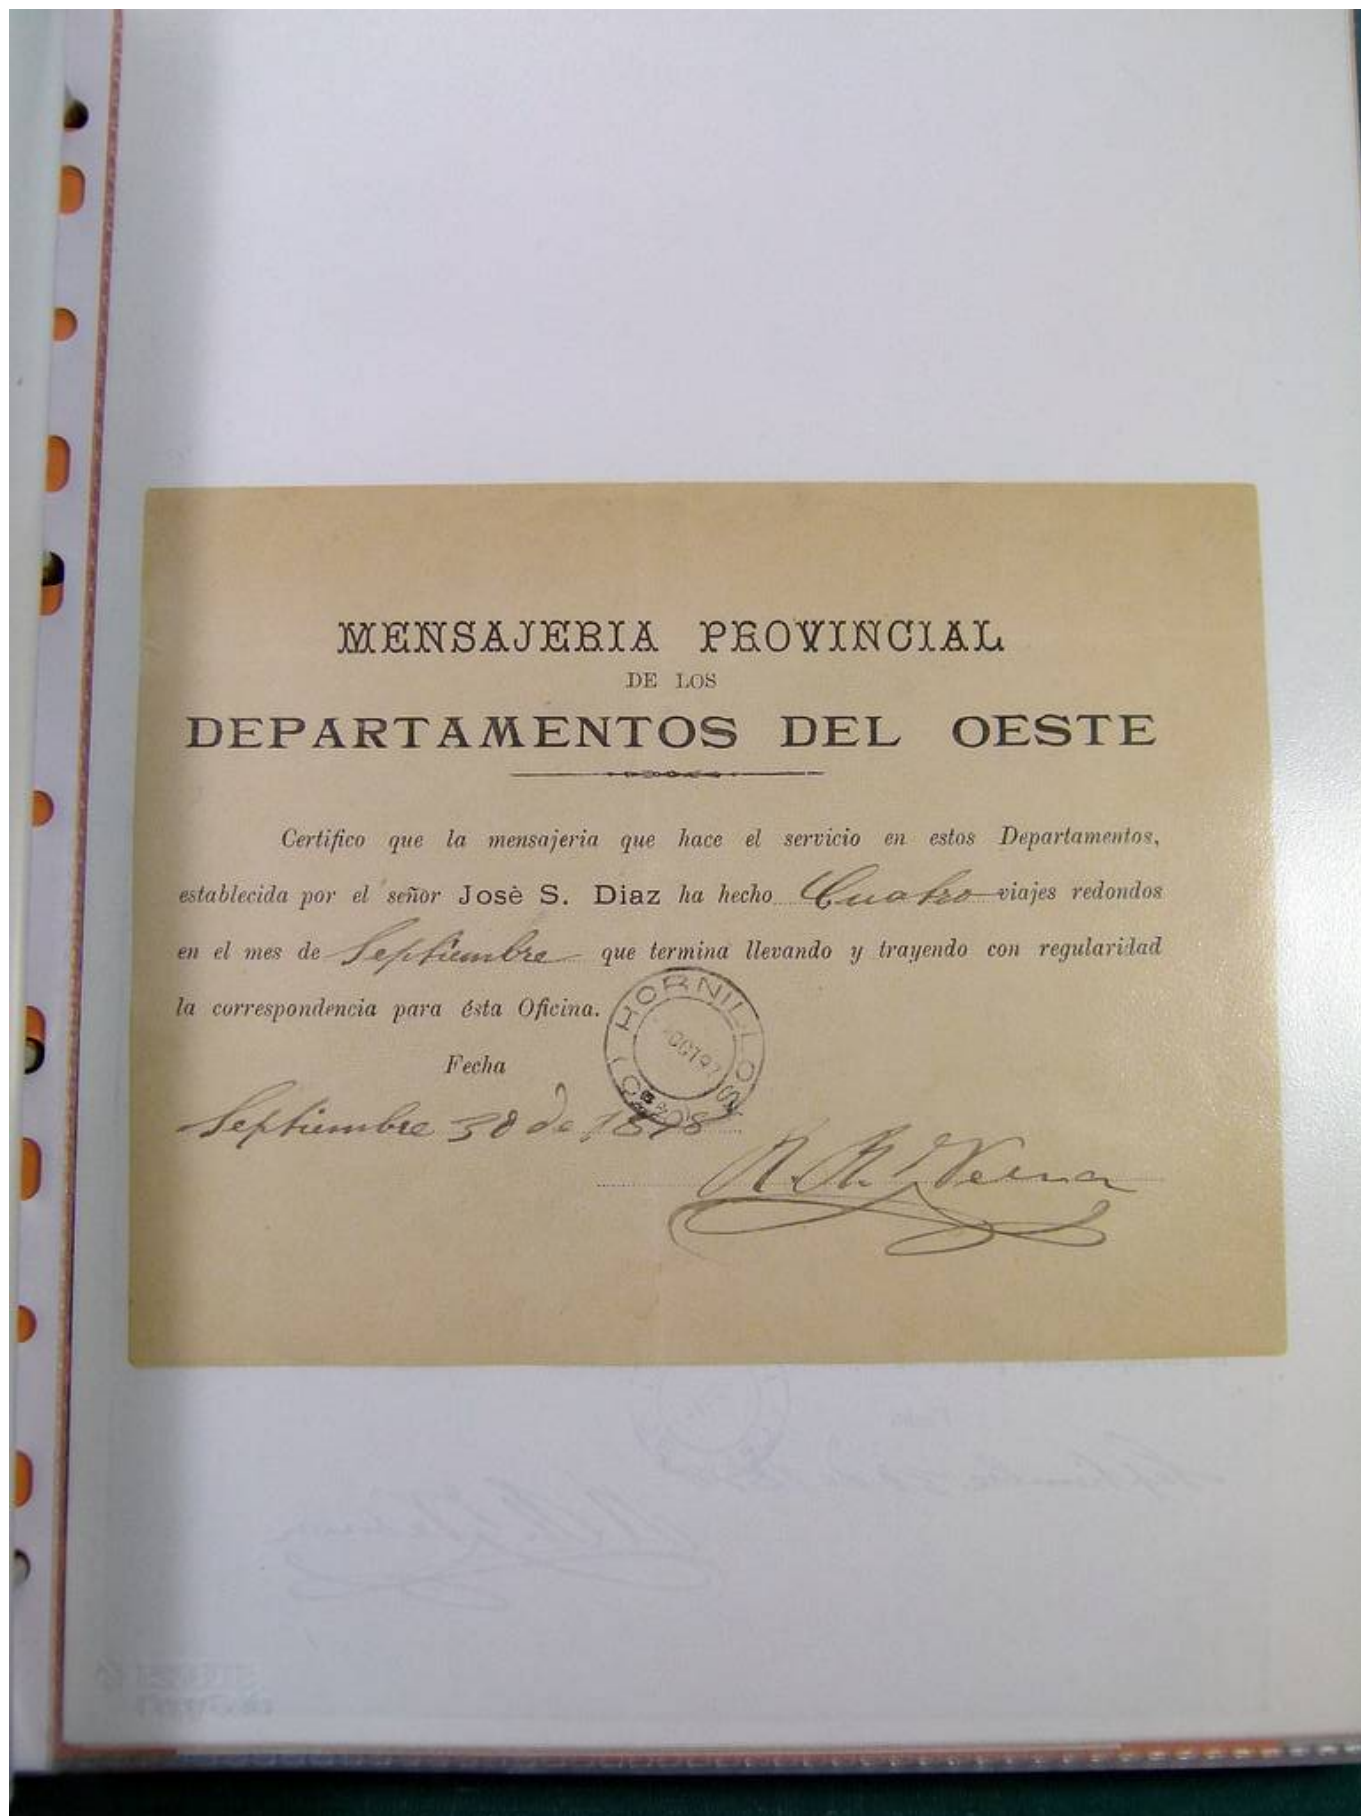 MENSAJERIA PROVINCIAL
DE LOS
DEPARTAMENTOS DEL OESTE
Certifico que la mensajeria que hace el servicio en estos Departamentos,
establecida por el señor Josè S. Diaz ha hecho Cuatro viajes redondos
en el mes de Septiembre que termina llevando y trayendo con regularidad
la correspondencia para ésta Oficina.
HORNILLOS
Fecha
Septiembre 30 de 1898